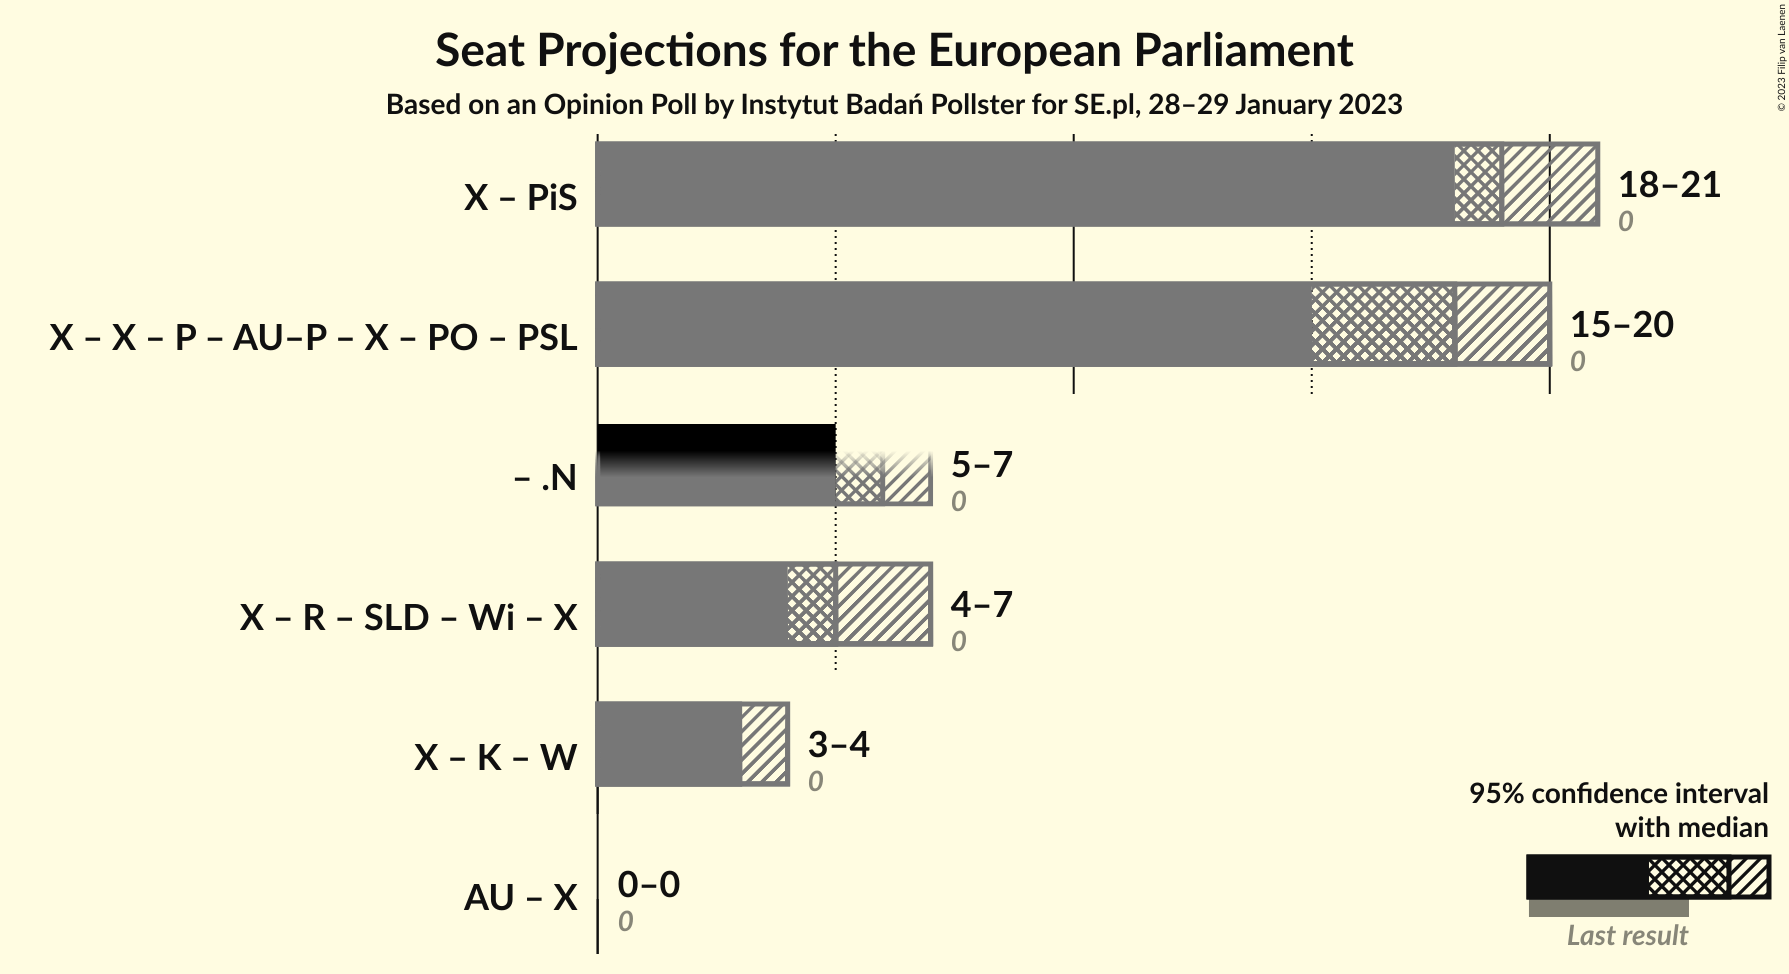 Seat Projections for the European Parliament
Based on an Opinion Poll by Instytut Badań Pollster for SE.pl, 28–29 January 2023
© 2023 Filip van Laenen
X – PiS
18–21
0
X – X – P – AU–P – X – PO – PSL
15–20
0
– .N
5–7
0
X – R – SLD – Wi – X
4–7
0
X – K – W
3–4
0
AU – X
0–0
0
95% confidence interval
with median
Last result